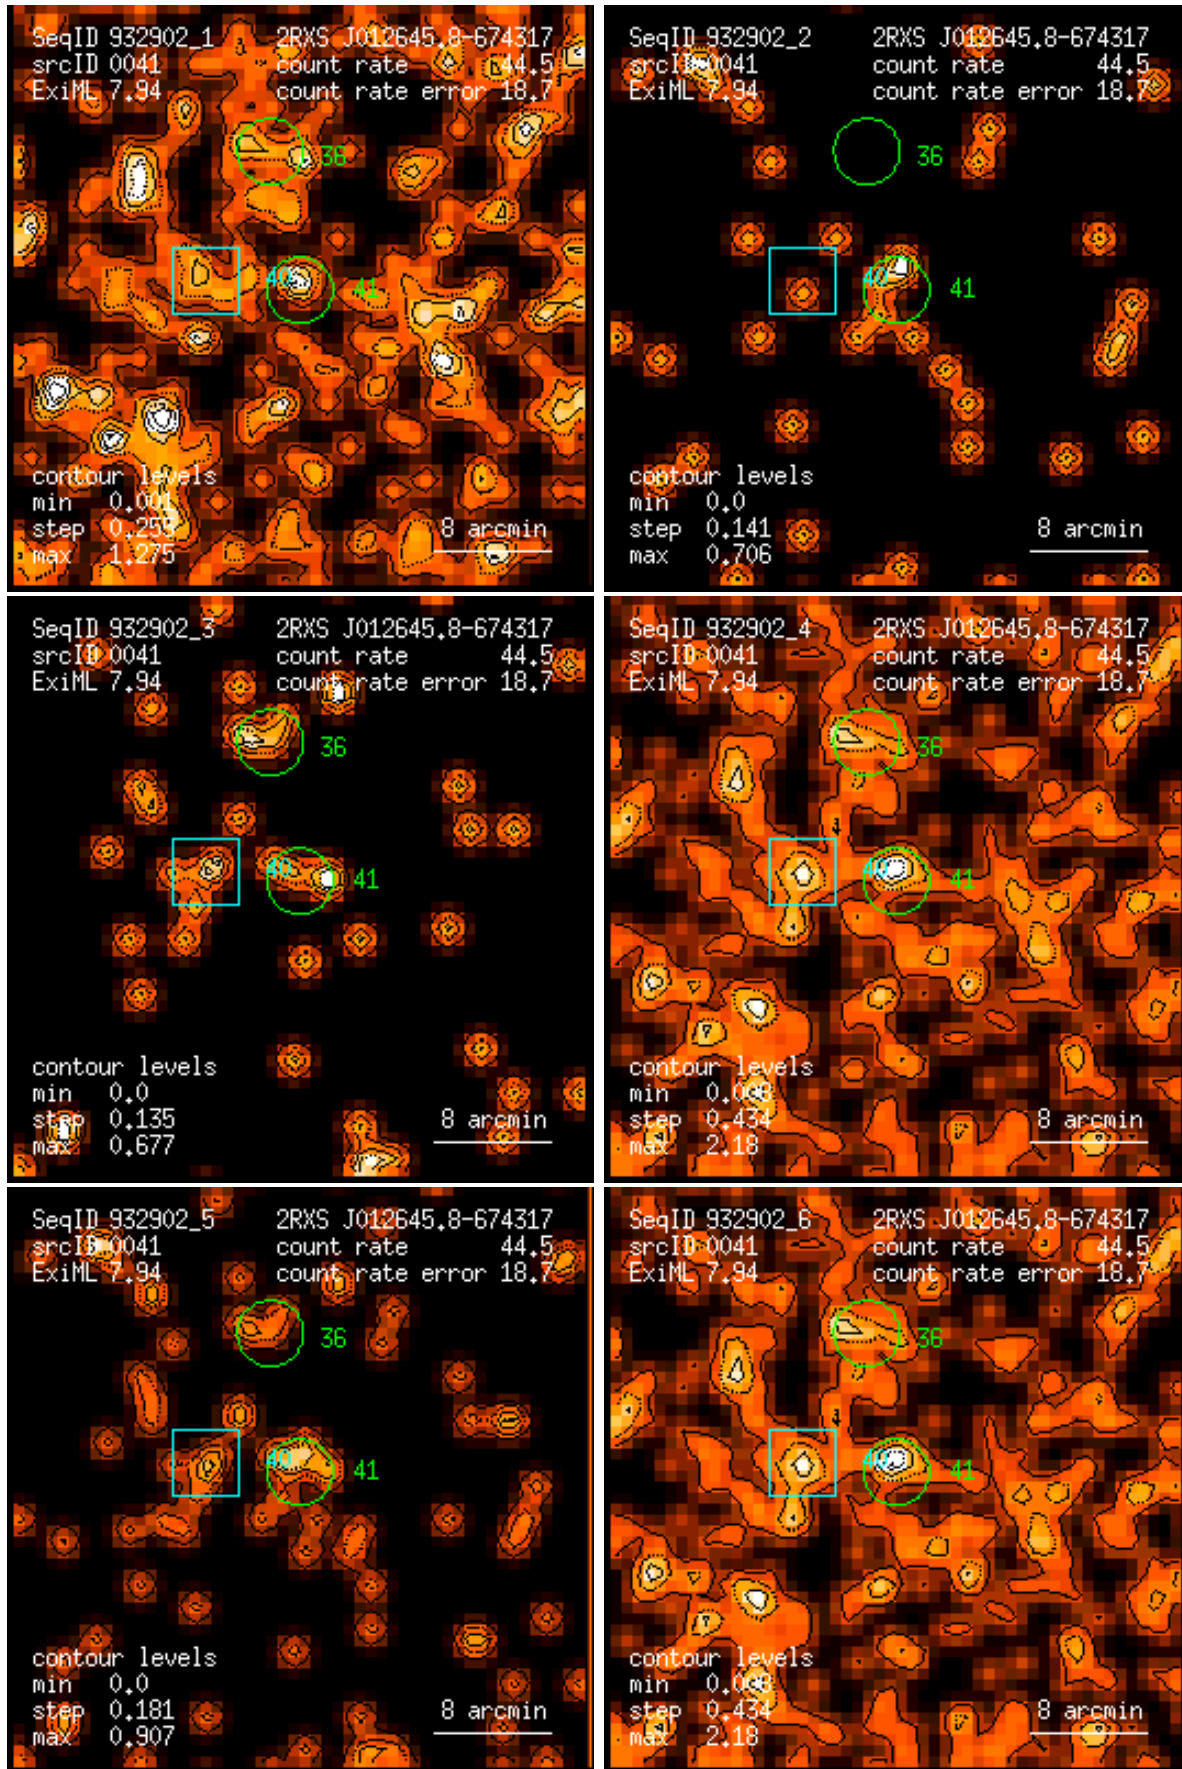 SeqID 932902_1 2RXS J012645.8-674317
srcID 0041 count rate 44.5
ExiML 7.94 count rate error 18.7
36
40 41
contour levels
min 0.001
step 0.255
max 1.275
8 arcmin
SeqID 932902_2 2RXS J012645.8-674317
srcID 0041 count rate 44.5
ExiML 7.94 count rate error 18.7
36
40 41
contour levels
min 0.0
step 0.141
max 0.706
8 arcmin
SeqID 932902_3 2RXS J012645.8-674317
srcID 0041 count rate 44.5
ExiML 7.94 count rate error 18.7
36
40 41
contour levels
min 0.0
step 0.135
max 0.677
8 arcmin
SeqID 932902_4 2RXS J012645.8-674317
srcID 0041 count rate 44.5
ExiML 7.94 count rate error 18.7
36
40 41
contour levels
min 0.008
step 0.434
max 2.18
8 arcmin
SeqID 932902_5 2RXS J012645.8-674317
srcID 0041 count rate 44.5
ExiML 7.94 count rate error 18.7
36
40 41
contour levels
min 0.0
step 0.181
max 0.907
8 arcmin
SeqID 932902_6 2RXS J012645.8-674317
srcID 0041 count rate 44.5
ExiML 7.94 count rate error 18.7
36
40 41
contour levels
min 0.008
step 0.434
max 2.18
8 arcmin